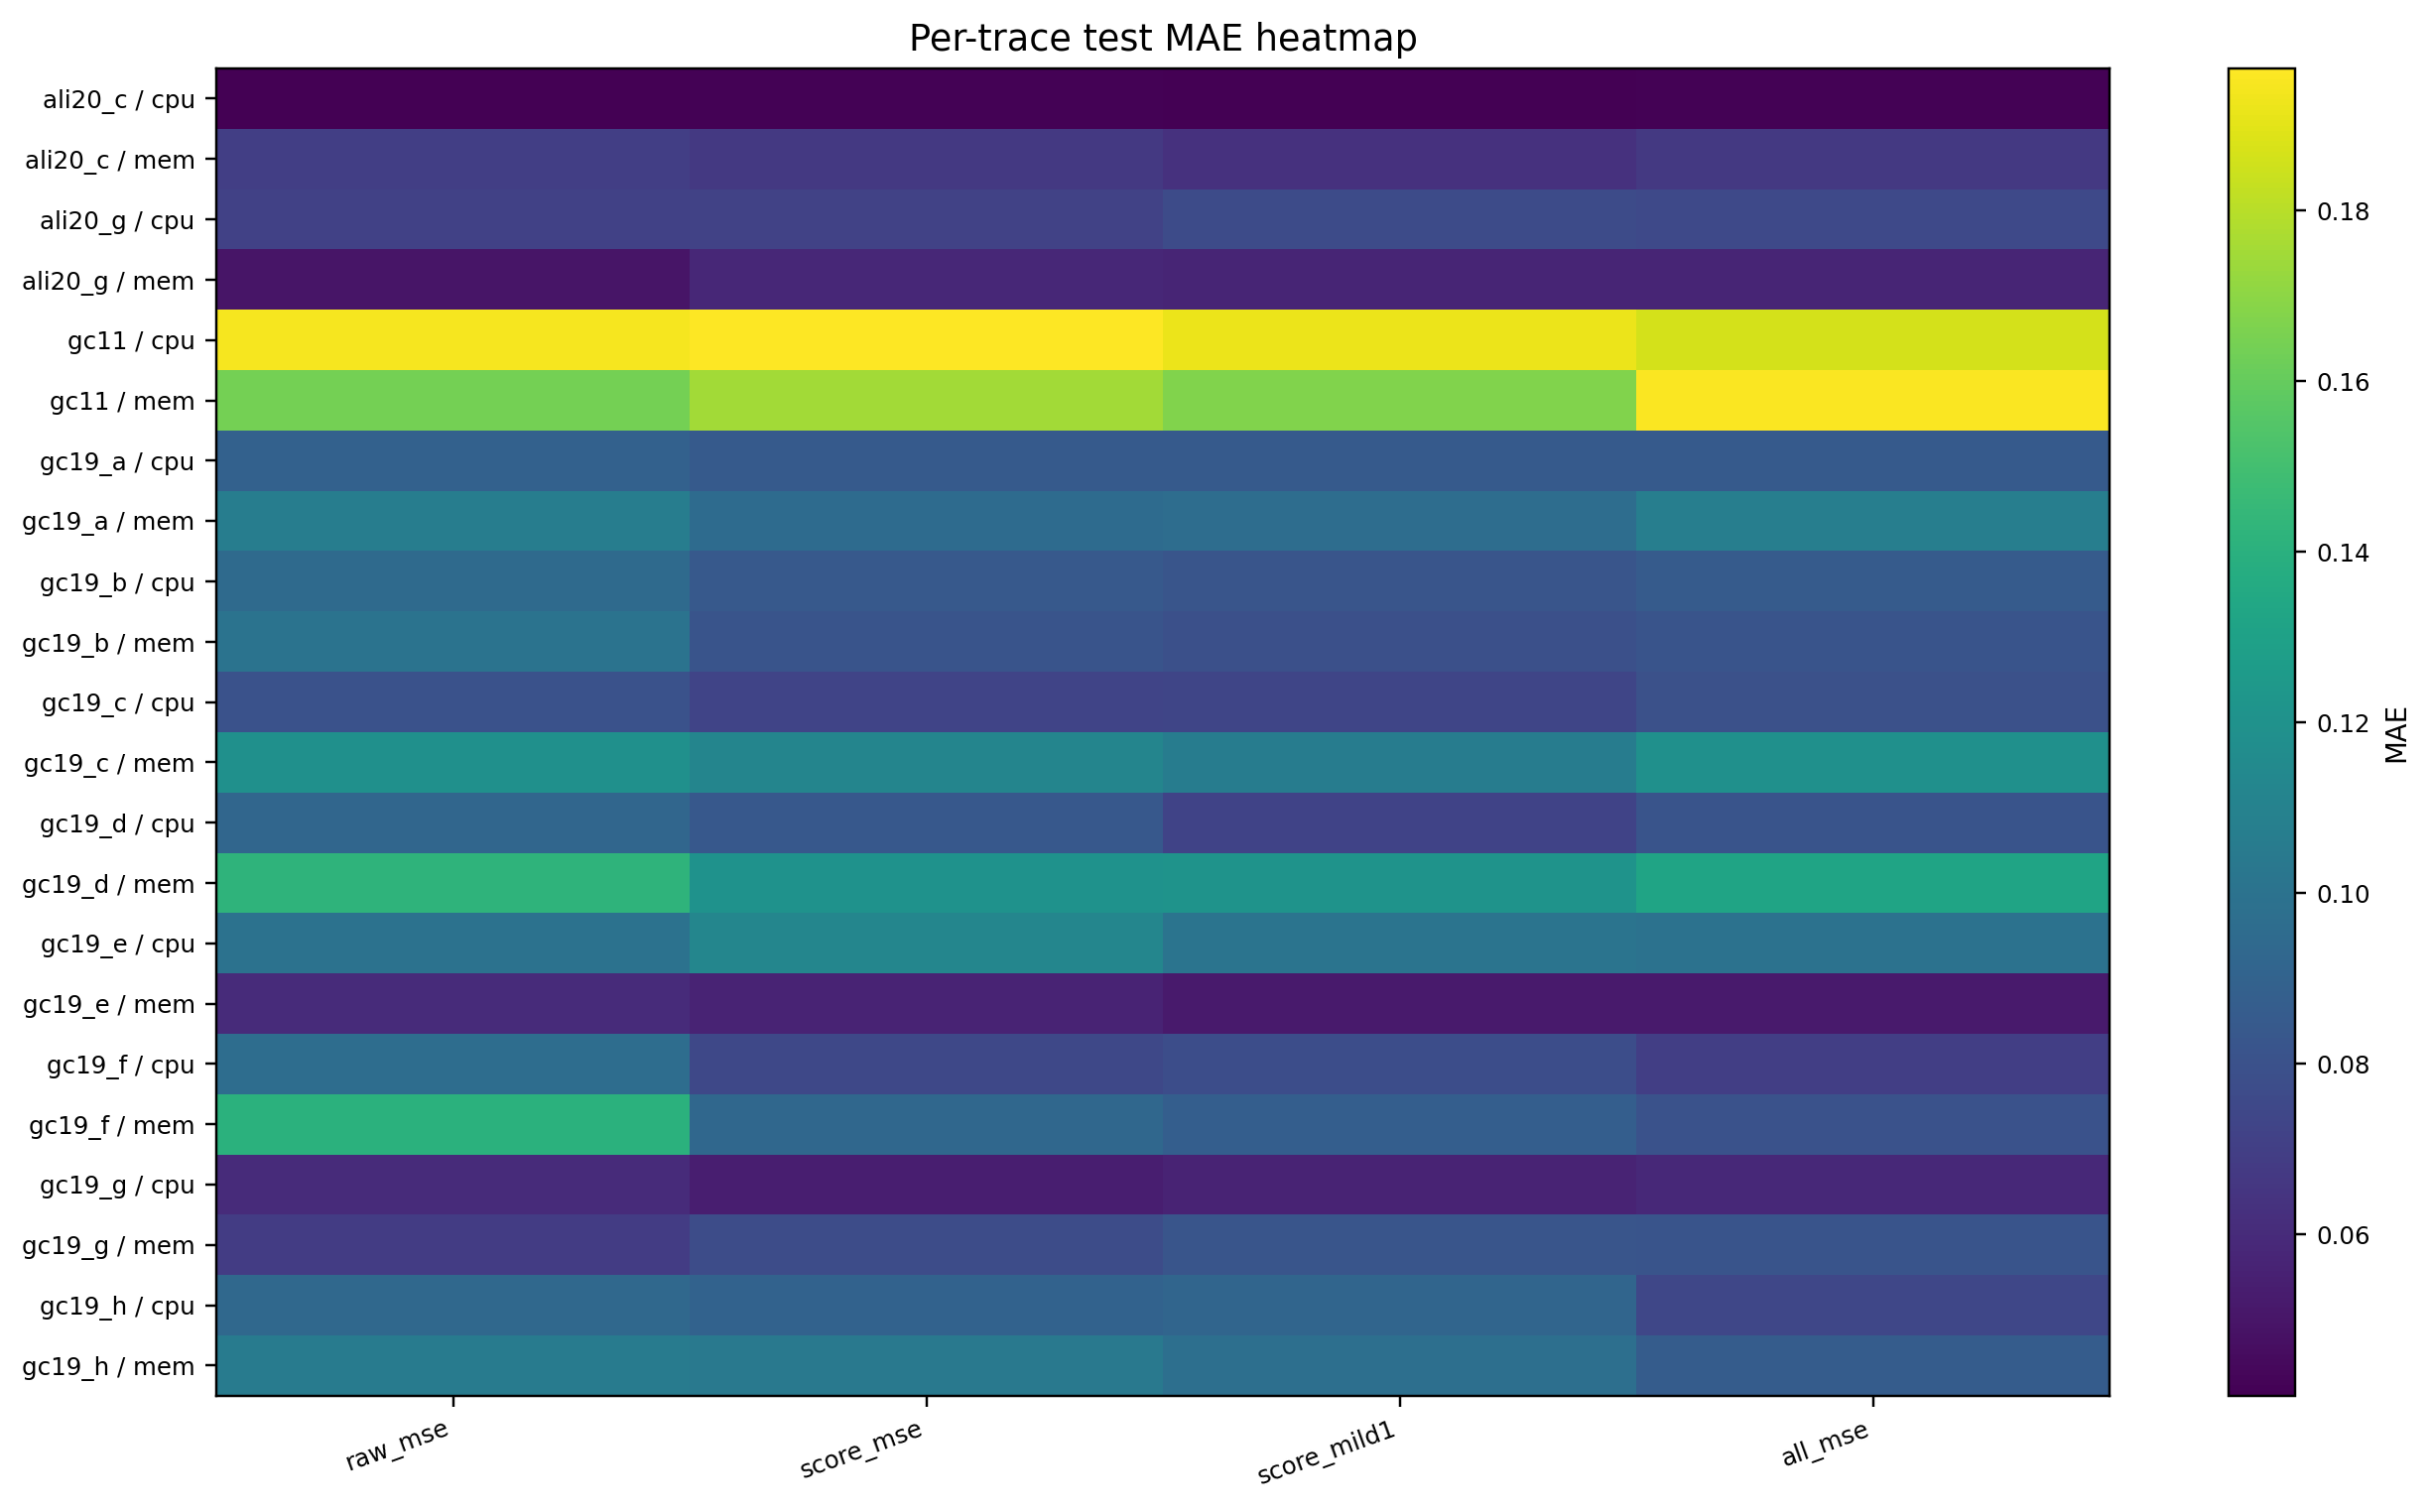 Per-trace test MAE heatmap
ali20_c / cpu
ali20_c / mem
ali20_g / cpu
ali20_g / mem
gc11 / cpu
gc11 / mem
gc19_a / cpu
gc19_a / mem
gc19_b / cpu
gc19_b / mem
gc19_c / cpu
gc19_c / mem
gc19_d / cpu
gc19_d / mem
gc19_e / cpu
gc19_e / mem
gc19_f / cpu
gc19_f / mem
gc19_g / cpu
gc19_g / mem
gc19_h / cpu
gc19_h / mem
raw_mse
score_mse
score_mild1
all_mse
0.18
0.16
0.14
0.12
0.10
0.08
0.06
MAE